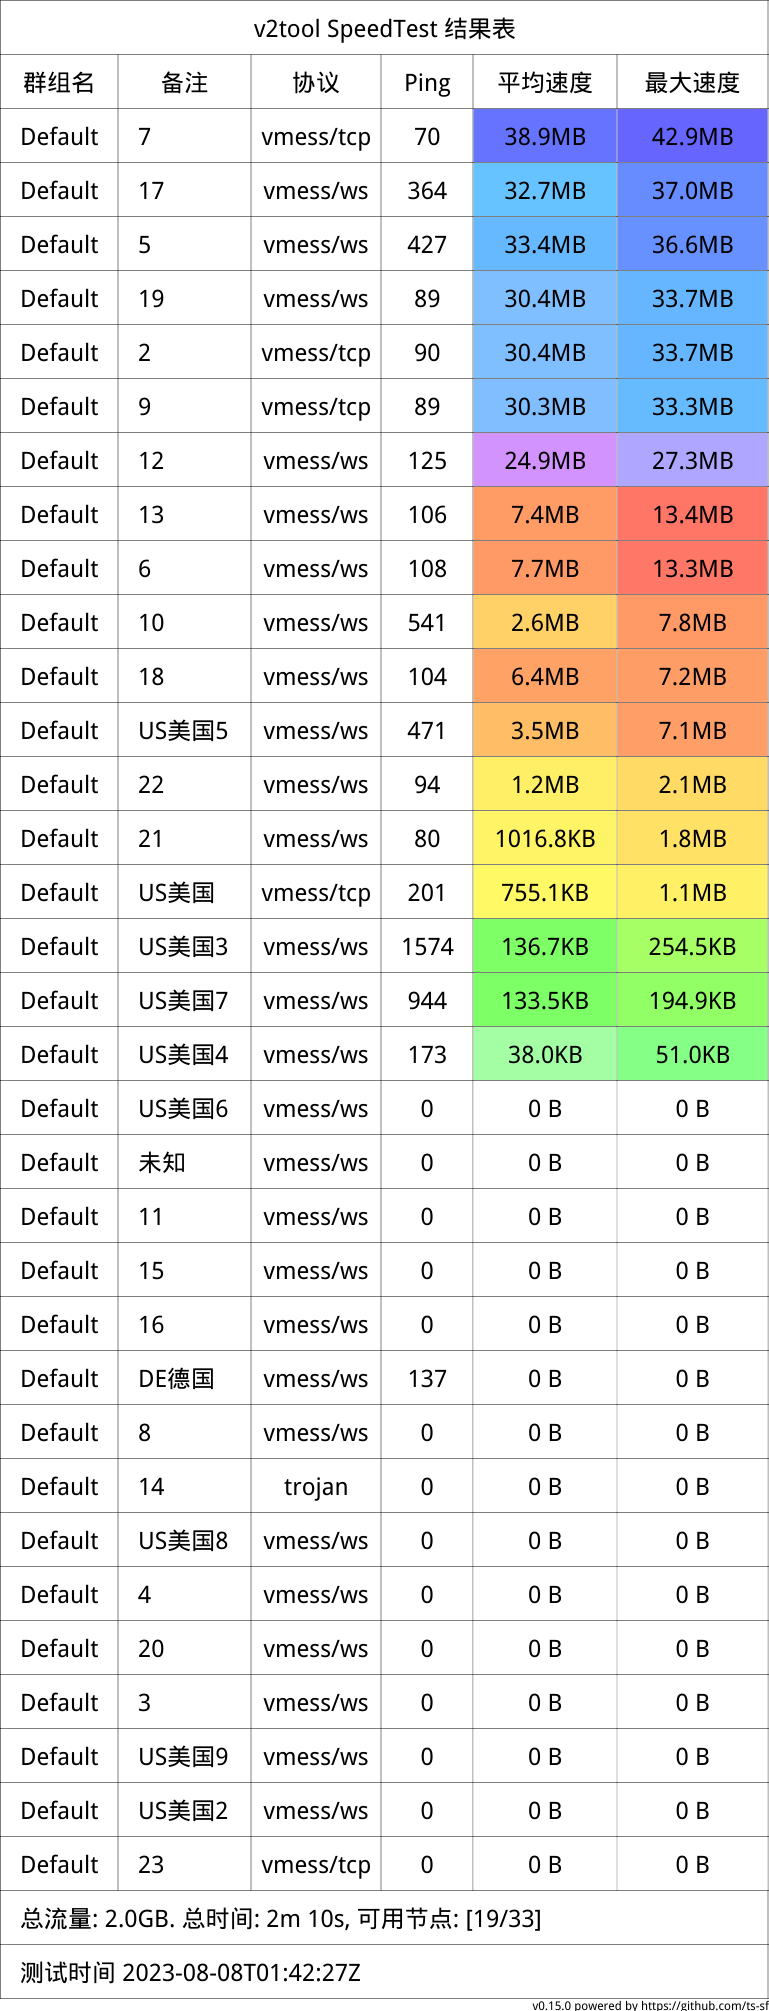 v2tool SpeedTest 结果表
群组名 备注 协议 Ping 平均速度 最大速度
Default 7 vmess/tcp 70 38.9MB 42.9MB
Default 17 vmess/ws 364 32.7MB 37.0MB
Default 5 vmess/ws 427 33.4MB 36.6MB
Default 19 vmess/ws 89 30.4MB 33.7MB
Default 2 vmess/tcp 90 30.4MB 33.7MB
Default 9 vmess/tcp 89 30.3MB 33.3MB
Default 12 vmess/ws 125 24.9MB 27.3MB
Default 13 vmess/ws 106 7.4MB 13.4MB
Default 6 vmess/ws 108 7.7MB 13.3MB
Default 10 vmess/ws 541 2.6MB 7.8MB
Default 18 vmess/ws 104 6.4MB 7.2MB
Default US美国5 vmess/ws 471 3.5MB 7.1MB
Default 22 vmess/ws 94 1.2MB 2.1MB
Default 21 vmess/ws 80 1016.8KB 1.8MB
Default US美国 vmess/tcp 201 755.1KB 1.1MB
Default US美国3 vmess/ws 1574 136.7KB 254.5KB
Default US美国7 vmess/ws 944 133.5KB 194.9KB
Default US美国4 vmess/ws 173 38.0KB 51.0KB
Default US美国6 vmess/ws 0 0 B 0 B
Default 未知 vmess/ws 0 0 B 0 B
Default 11 vmess/ws 0 0 B 0 B
Default 15 vmess/ws 0 0 B 0 B
Default 16 vmess/ws 0 0 B 0 B
Default DE德国 vmess/ws 137 0 B 0 B
Default 8 vmess/ws 0 0 B 0 B
Default 14 trojan 0 0 B 0 B
Default US美国8 vmess/ws 0 0 B 0 B
Default 4 vmess/ws 0 0 B 0 B
Default 20 vmess/ws 0 0 B 0 B
Default 3 vmess/ws 0 0 B 0 B
Default US美国9 vmess/ws 0 0 B 0 B
Default US美国2 vmess/ws 0 0 B 0 B
Default 23 vmess/tcp 0 0 B 0 B
总流量: 2.0GB. 总时间: 2m 10s, 可用节点: [19/33]
测试时间 2023-08-08T01:42:27Z
v0.15.0 powered by https://github.com/ts-sf